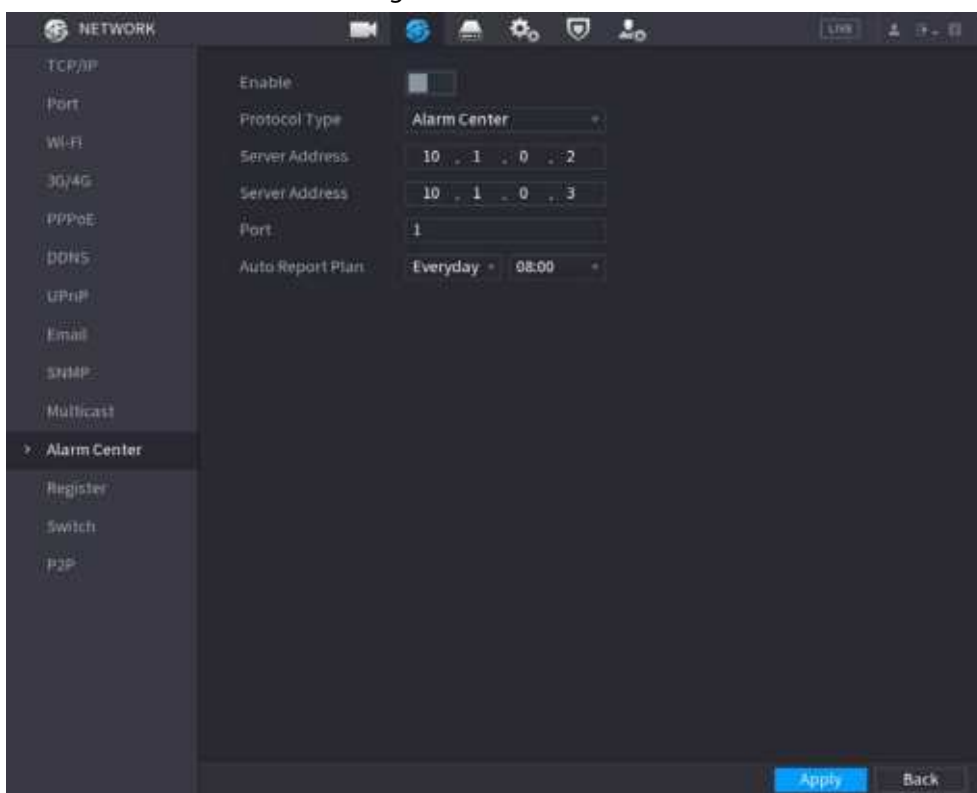 NETWORK
LIVE
TCP/IP
Port
Wi-Fi
3G/4G
PPPoE
DDNS
UPnP
Email
SNMP
Multicast
Alarm Center
Register
Switch
P2P
Enable
Protocol Type Alarm Center
Server Address 10 . 1 . 0 . 2
Server Address 10 . 1 . 0 . 3
Port 1
Auto Report Plan Everyday 08:00
Apply Back